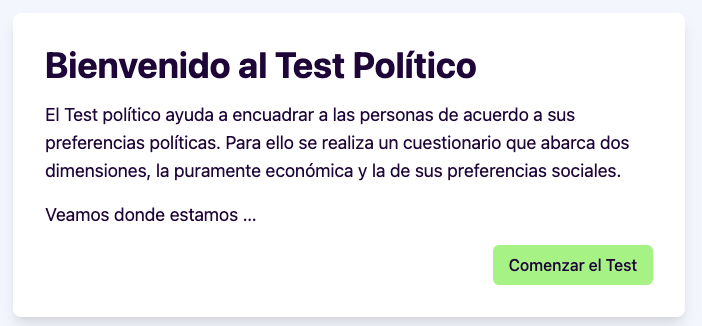 Bienvenido al Test Político
El Test político ayuda a encuadrar a las personas de acuerdo a sus
preferencias políticas. Para ello se realiza un cuestionario que abarca dos
dimensiones, la puramente económica y la de sus preferencias sociales.
Veamos donde estamos ...
Comenzar el Test